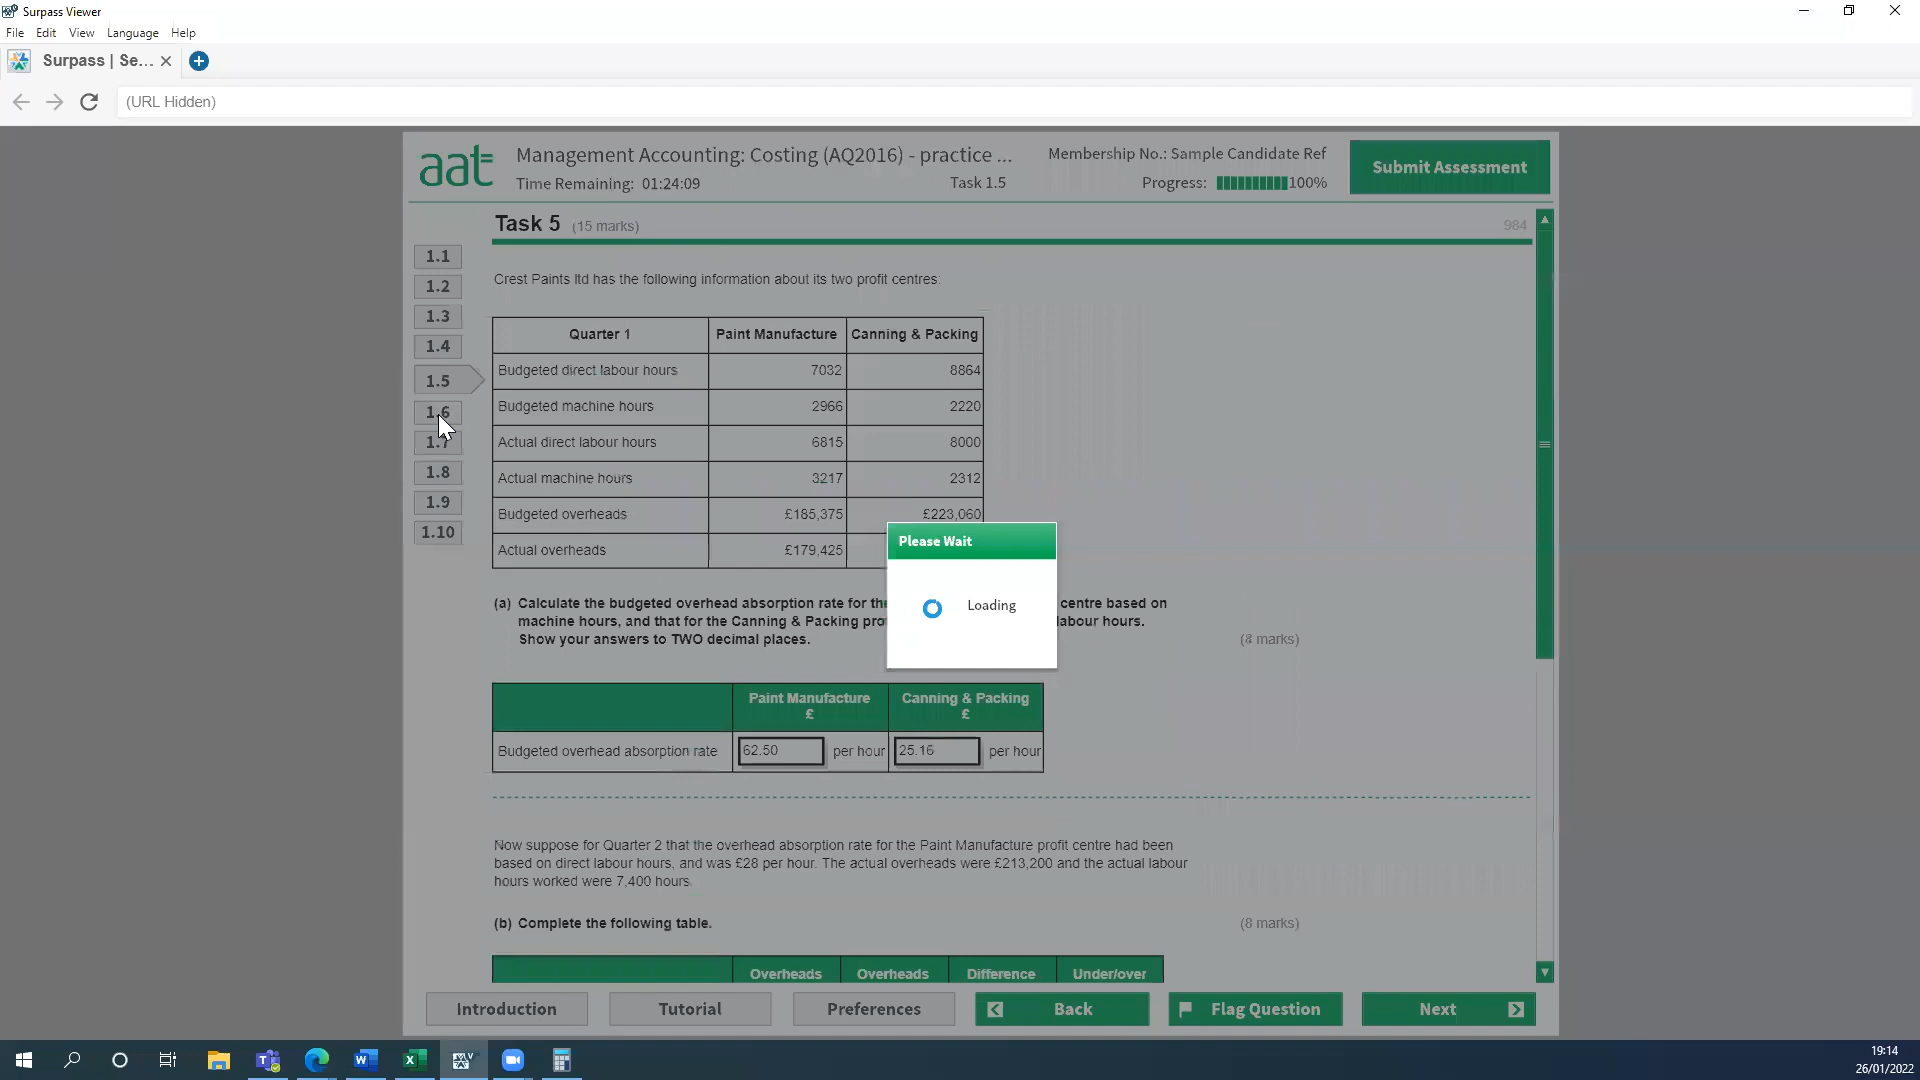 Surpass Viewer
File Edit View Language Help
Surpass | Se...
(URL Hidden)
aat
Management Accounting: Costing (AQ2016) - practice ...
Membership No.: Sample Candidate Ref
Submit Assessment
Time Remaining: 01:24:09
Task 1.5
Progress: 100%
Task 5 (15 marks)
984
1.1
1.2
1.3
1.4
1.5
1.6
1.7
1.8
1.9
1.10
Crest Paints ltd has the following information about its two profit centres:
Quarter 1 Paint Manufacture Canning & Packing
Budgeted direct labour hours 7032 8864
Budgeted machine hours 2966 2220
Actual direct labour hours 6815 8000
Actual machine hours 3217 2312
Budgeted overheads £185,375 £223,060
Actual overheads £179,425
Please Wait
Loading
(a) Calculate the budgeted overhead absorption rate for the centre based on
machine hours, and that for the Canning & Packing labour hours.
Show your answers to TWO decimal places.
(8 marks)
Paint Manufacture £ Canning & Packing £
Budgeted overhead absorption rate 62.50 per hour 25.16 per hour
Now suppose for Quarter 2 that the overhead absorption rate for the Paint Manufacture profit centre had been
based on direct labour hours, and was £28 per hour. The actual overheads were £213,200 and the actual labour
hours worked were 7,400 hours.
(b) Complete the following table.
(8 marks)
Overheads Overheads Difference Under/over
Introduction Tutorial Preferences Back Flag Question Next
19:14
26/01/2022